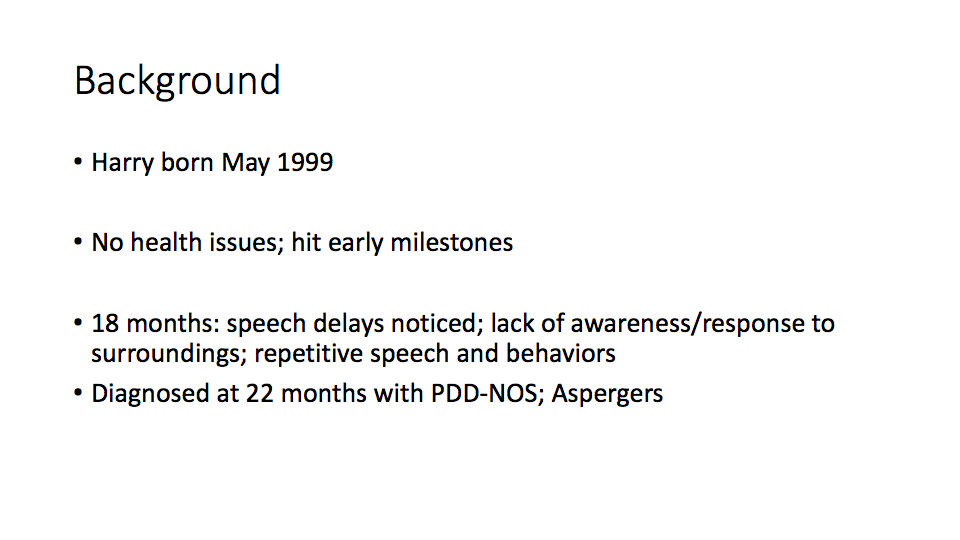 Background
• Harry born May 1999
• No health issues; hit early milestones
• 18 months: speech delays noticed; lack of awareness/response to
surroundings; repetitive speech and behaviors
• Diagnosed at 22 months with PDD-NOS; Aspergers